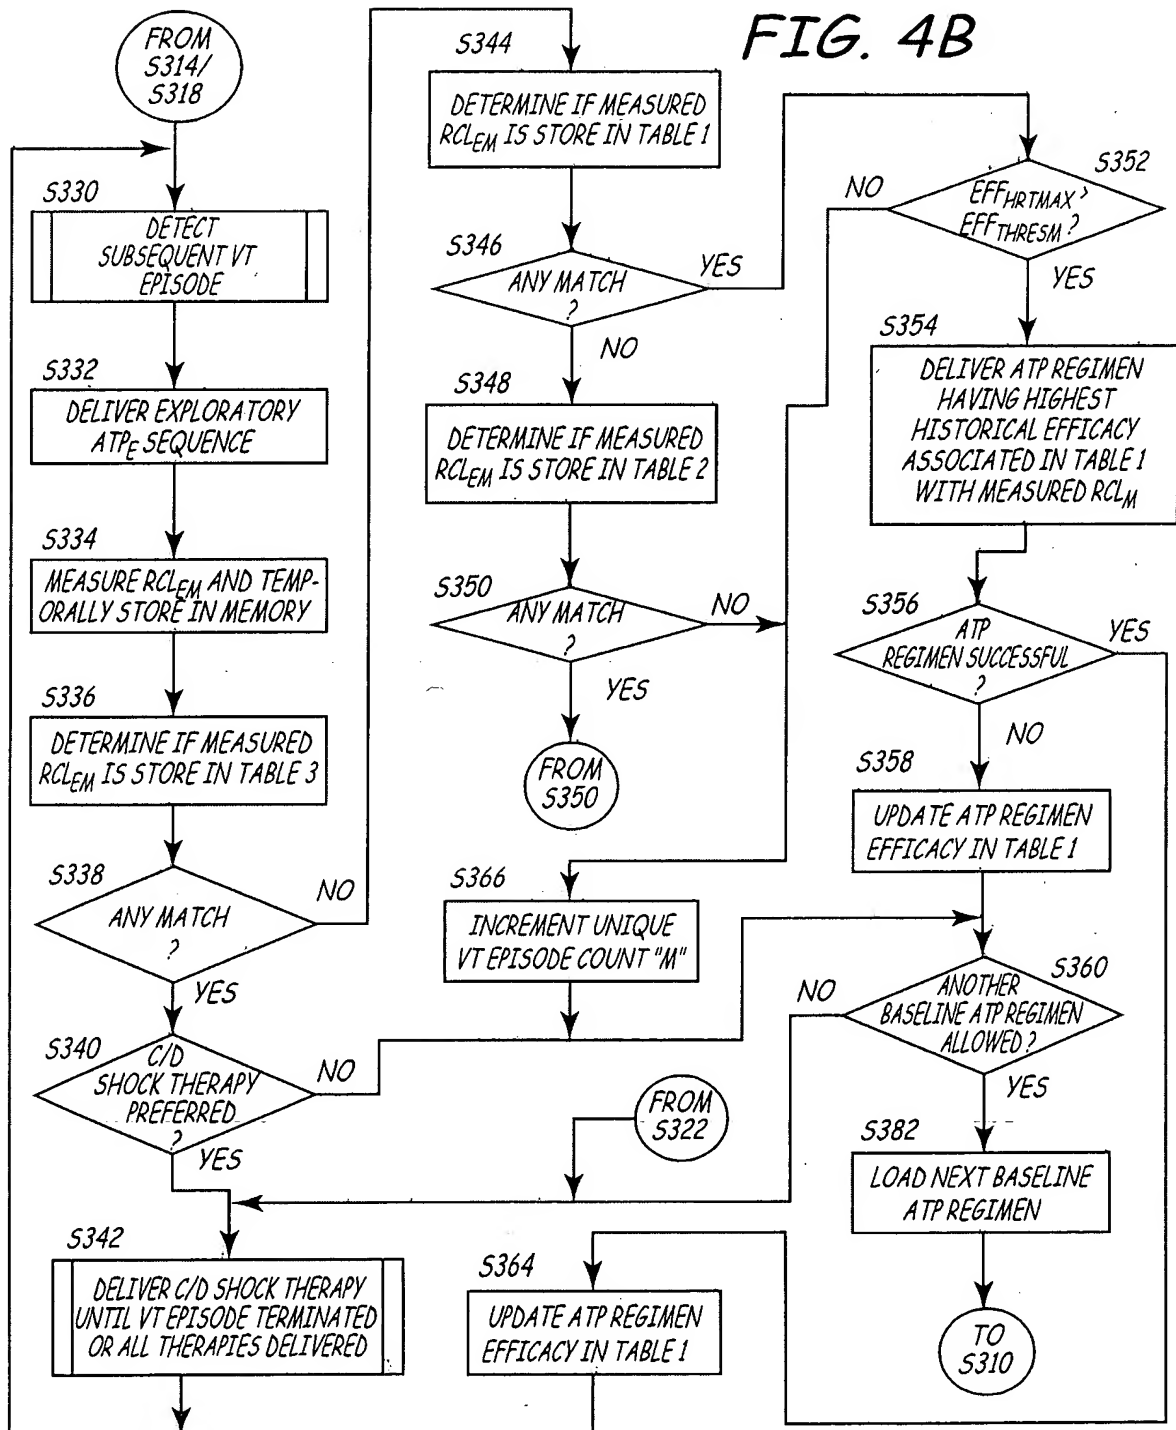 FIG. 4B
FROM
S314/
S318
S330
DETECT
SUBSEQUENT VT
EPISODE
S332
DELIVER EXPLORATORY
ATPE SEQUENCE
S334
MEASURE RCLEM AND TEMP-
ORALLY STORE IN MEMORY
S336
DETERMINE IF MEASURED
RCLEM IS STORE IN TABLE 3
S338
ANY MATCH
?
NO
YES
S340
C/D
SHOCK THERAPY
PREFERRED
?
NO
YES
S342
DELIVER C/D SHOCK THERAPY
UNTIL VT EPISODE TERMINATED
OR ALL THERAPIES DELIVERED
S344
DETERMINE IF MEASURED
RCLEM IS STORE IN TABLE 1
S346
ANY MATCH
?
YES
NO
S348
DETERMINE IF MEASURED
RCLEM IS STORE IN TABLE 2
S350
ANY MATCH
?
NO
YES
FROM
S350
S366
INCREMENT UNIQUE
VT EPISODE COUNT "M"
FROM
S322
S364
UPDATE ATP REGIMEN
EFFICACY IN TABLE 1
S352
EFFHRTMAX >
EFFTHRESM ?
NO
YES
S354
DELIVER ATP REGIMEN
HAVING HIGHEST
HISTORICAL EFFICACY
ASSOCIATED IN TABLE 1
WITH MEASURED RCLM
S356
ATP
REGIMEN SUCCESSFUL
?
YES
NO
S358
UPDATE ATP REGIMEN
EFFICACY IN TABLE 1
S360
ANOTHER
BASELINE ATP REGIMEN
ALLOWED?
NO
YES
S382
LOAD NEXT BASELINE
ATP REGIMEN
TO
S310